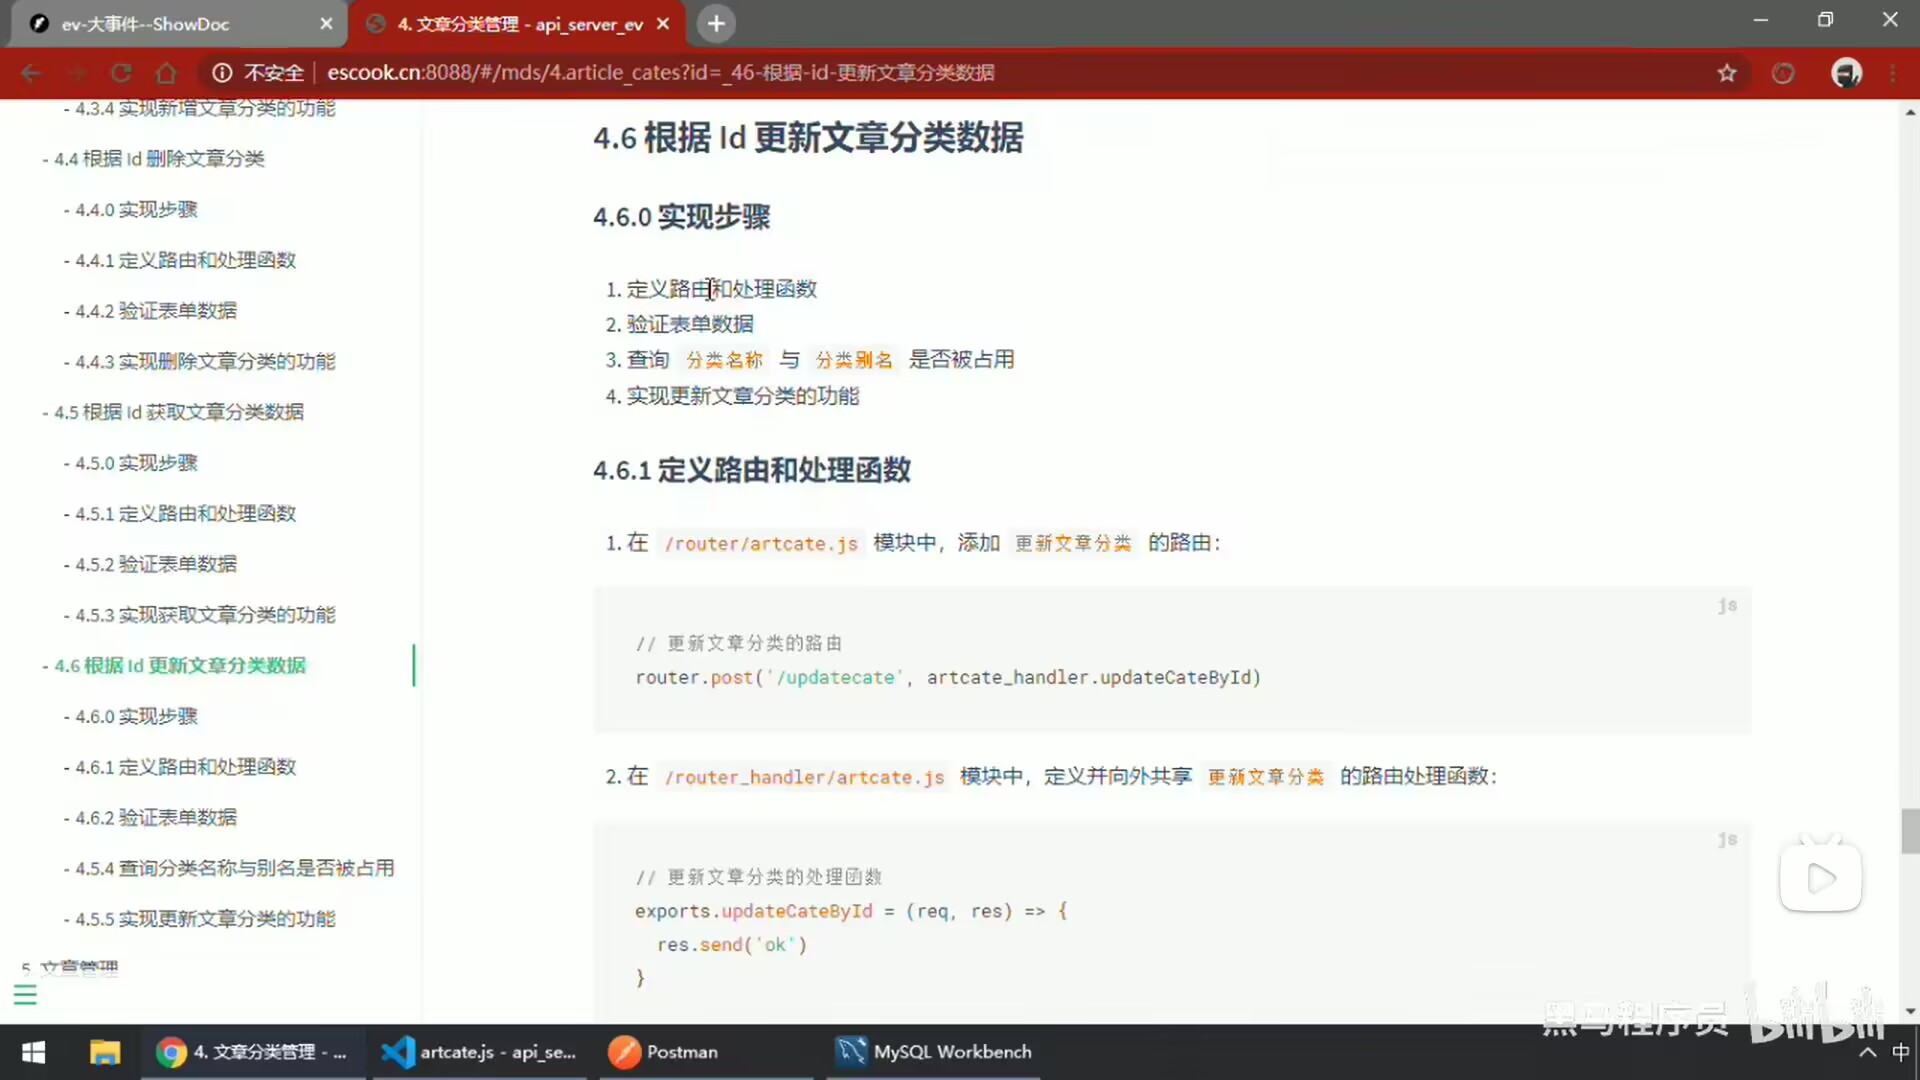 ev-大事件--ShowDoc
4. 文章分类管理 - api_server_ev
不安全
escook.cn:8088/#/mds/4.article_cates?id=_46-根据-id-更新文章分类数据
- 4.3.4 实现新增文章分类的功能
- 4.4 根据 Id 删除文章分类
- 4.4.0 实现步骤
- 4.4.1 定义路由和处理函数
- 4.4.2 验证表单数据
- 4.4.3 实现删除文章分类的功能
- 4.5 根据 Id 获取文章分类数据
- 4.5.0 实现步骤
- 4.5.1 定义路由和处理函数
- 4.5.2 验证表单数据
- 4.5.3 实现获取文章分类的功能
- 4.6 根据 Id 更新文章分类数据
- 4.6.0 实现步骤
- 4.6.1 定义路由和处理函数
- 4.6.2 验证表单数据
- 4.5.4 查询分类名称与别名是否被占用
- 4.5.5 实现更新文章分类的功能
5. 文章管理
4.6 根据 Id 更新文章分类数据
4.6.0 实现步骤
1. 定义路由和处理函数
2. 验证表单数据
3. 查询 分类名称 与 分类别名 是否被占用
4. 实现更新文章分类的功能
4.6.1 定义路由和处理函数
1. 在 /router/artcate.js 模块中，添加 更新文章分类 的路由：
js
// 更新文章分类的路由
router.post('/updatecate', artcate_handler.updateCateById)
2. 在 /router_handler/artcate.js 模块中，定义并向外共享 更新文章分类 的路由处理函数：
js
// 更新文章分类的处理函数
exports.updateCateById = (req, res) => {
res.send('ok')
}
黑马程序员 bilibili
4. 文章分类管理 - ...
artcate.js - api_se...
Postman
MySQL Workbench
中